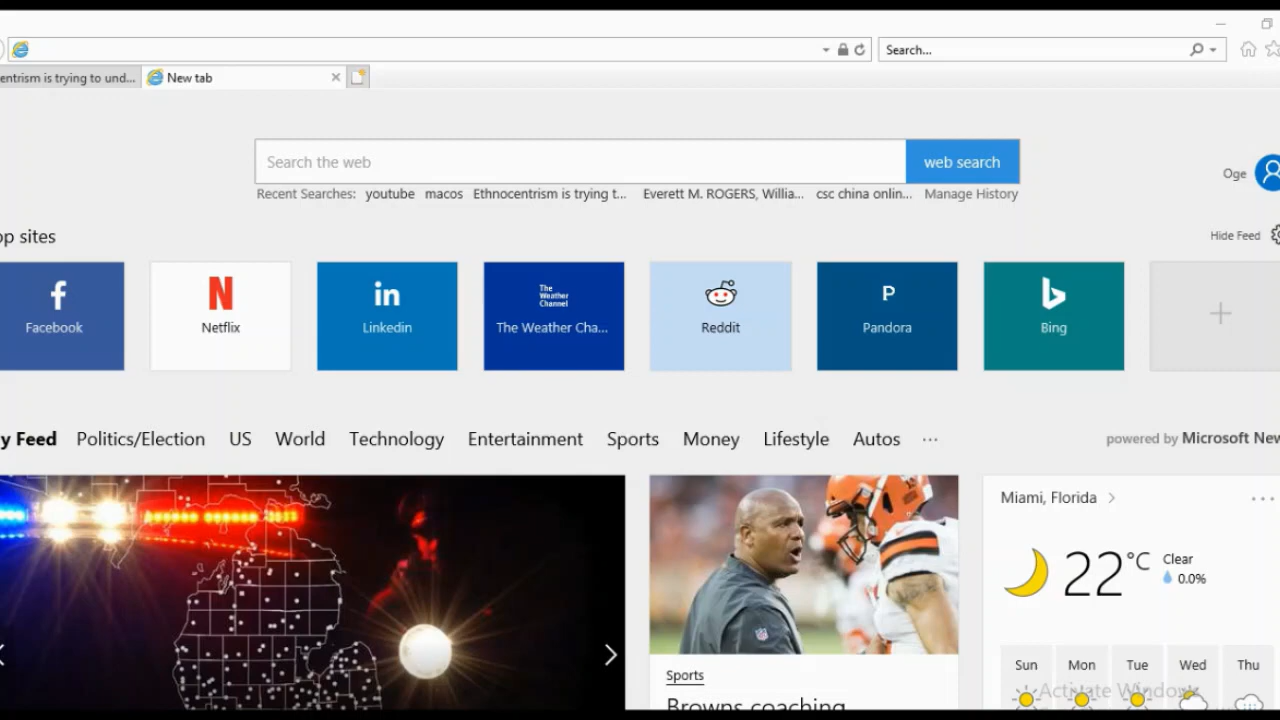 Search...
entrism is trying to und...
New tab
Search the web
web search
Oge
Recent Searches: youtube macos Ethnocentrism is trying t... Everett M. ROGERS, Willia... csc china onlin... Manage History
op sites
Hide Feed
Facebook
Netflix
in
Linkedin
The
Weather
Channel
The Weather Cha...
Reddit
P
Pandora
Bing
y Feed Politics/Election US World Technology Entertainment Sports Money Lifestyle Autos ...
powered by Microsoft New
Sports
Browns coaching
Miami, Florida
22°C
Clear
0.0%
Sun Mon Tue Wed Thu
Activate Windows